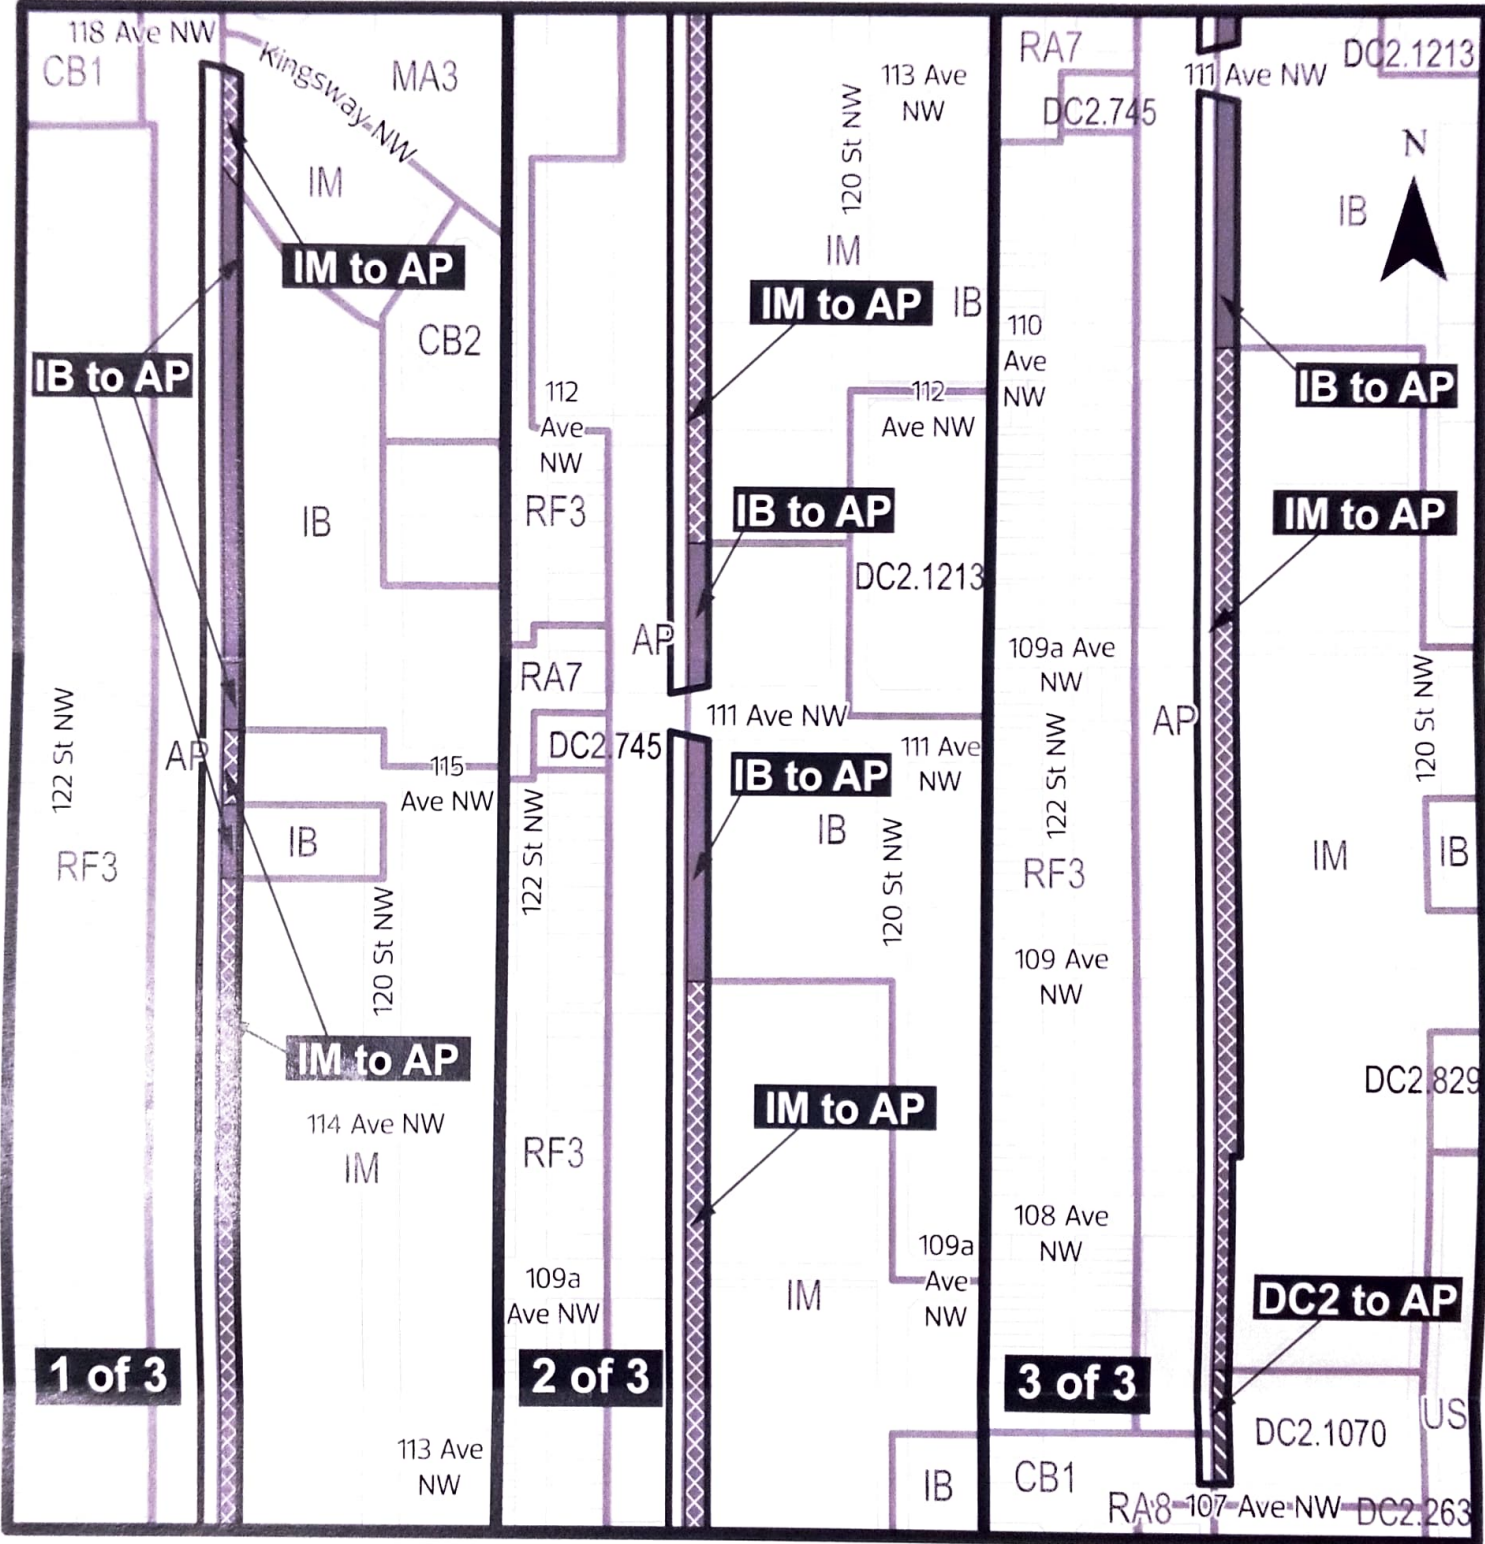 118 Ave NW
CB1
Kingsway NW
MA3
IM
IM to AP
CB2
IB to AP
IB
122 St NW
AP
115
Ave NW
IB
RF3
120 St NW
IM to AP
114 Ave NW
IM
1 of 3
113 Ave
NW
113 Ave
NW
120 St NW
IM
IM to AP
IB
112
Ave
NW
112
Ave NW
RF3
IB to AP
DC2.1213
AP
RA7
111 Ave NW
DC2.745
111 Ave
NW
IB to AP
IB
122 St NW
120 St NW
IM to AP
RF3
109a
Ave NW
109a
Ave
NW
IM
2 of 3
IB
RA7
DC2.1213
111 Ave NW
DC2.745
N
IB
110
Ave
NW
IB to AP
IM to AP
109a Ave
NW
122 St NW
AP
120 St NW
RF3
IM
IB
109 Ave
NW
DC2.829
108 Ave
NW
DC2 to AP
3 of 3
US
DC2.1070
CB1
RA8
107 Ave NW
DC2.263